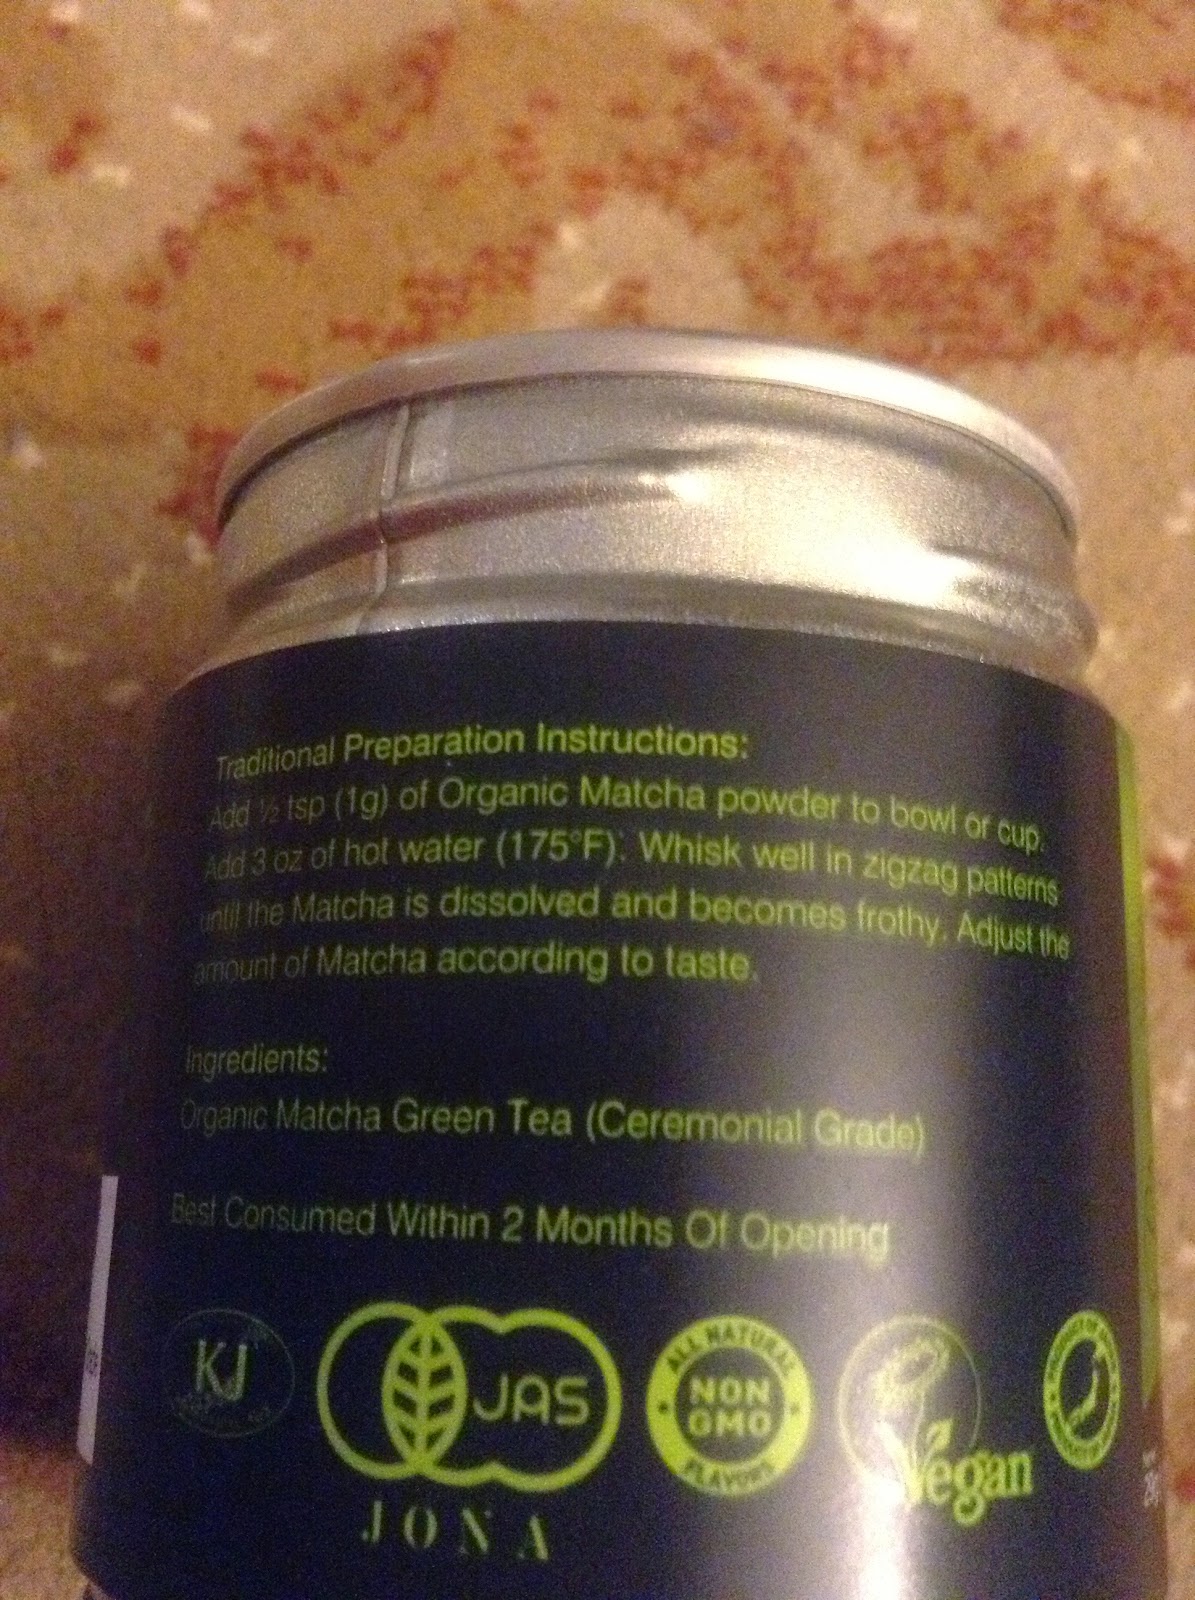 Traditional Preparation Instructions:
Add ½ tsp (1g) of Organic Matcha powder to bowl or cup.
Add 3 oz of hot water (175°F). Whisk well in zigzag patterns
until the Matcha is dissolved and becomes frothy. Adjust the
amount of Matcha according to taste.
Ingredients:
Organic Matcha Green Tea (Ceremonial Grade)
Best Consumed Within 2 Months Of Opening
KJ
JAS
JONA
ALL NATURAL
NON
GMO
FLAVORS
Vegan